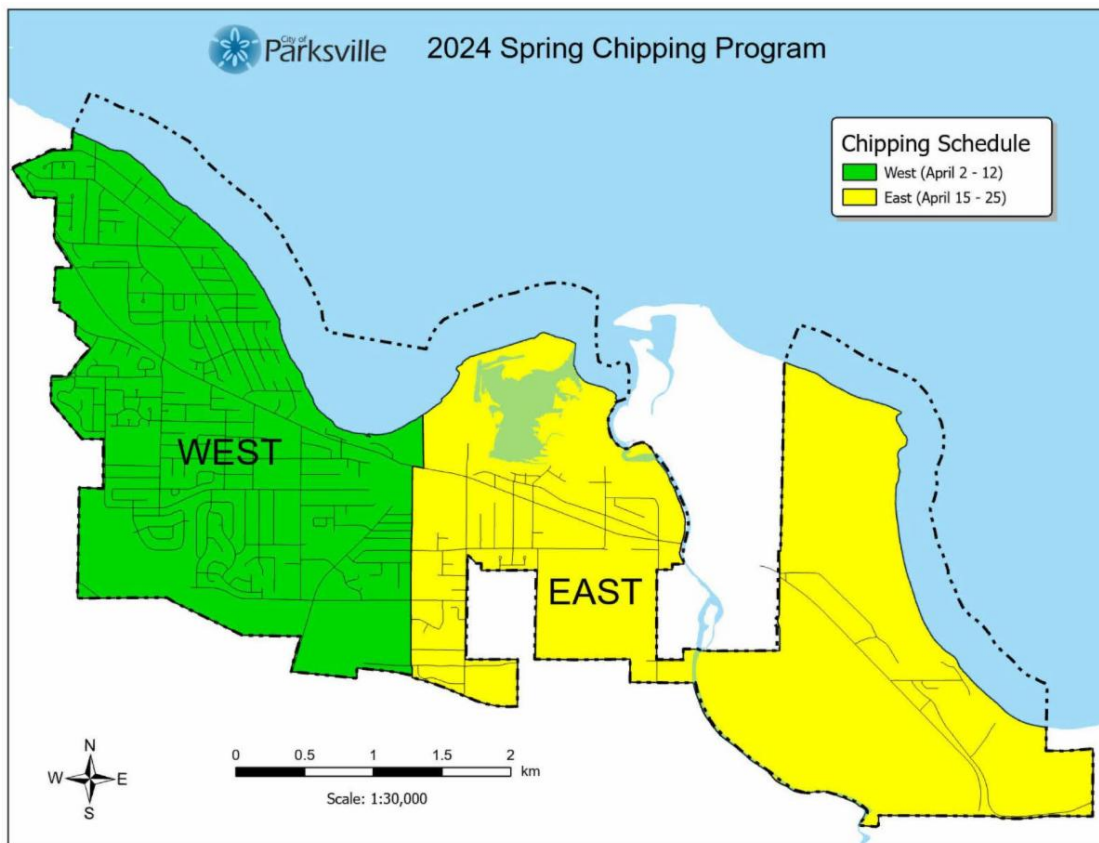 City of
Parksville
2024 Spring Chipping Program
Chipping Schedule
West (April 2 - 12)
East (April 15 - 25)
WEST
EAST
N
W E
S
0 0.5 1 1.5 2
km
Scale: 1:30,000